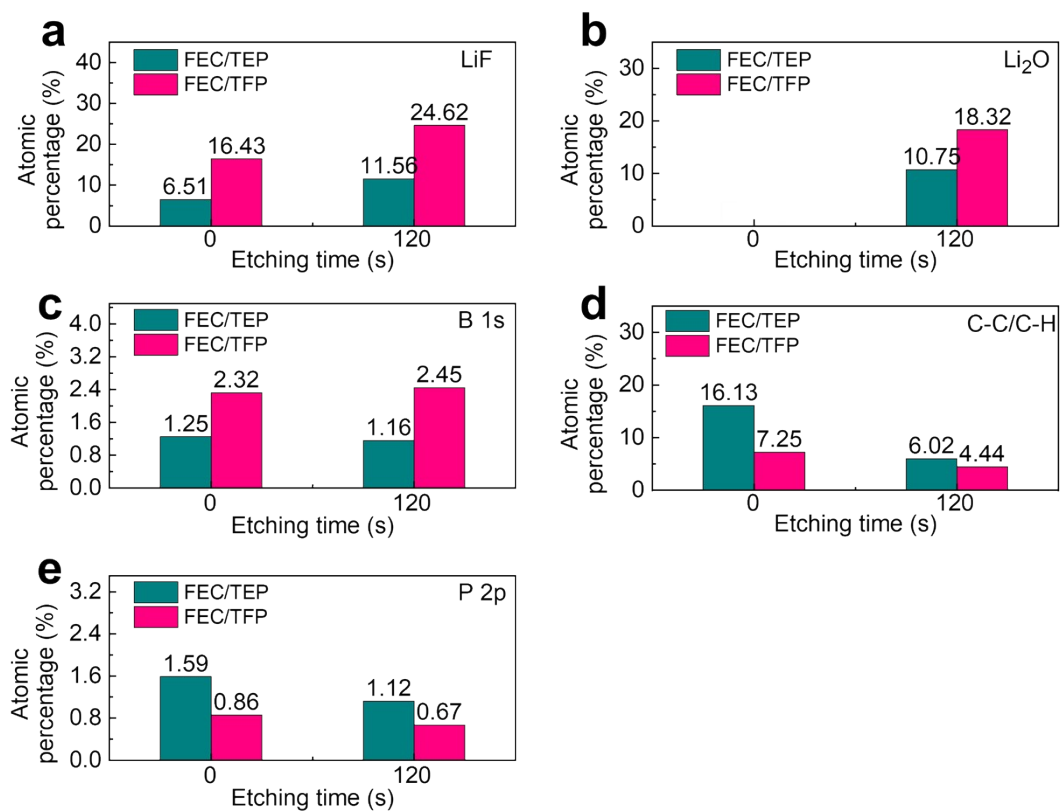 a
FEC/TEP
FEC/TFP
LiF
Atomic
percentage (%)
40
30
20
10
0
6.51
16.43
11.56
24.62
0
120
Etching time (s)
b
FEC/TEP
FEC/TFP
Li₂O
Atomic
percentage (%)
30
20
10
0
10.75
18.32
0
120
Etching time (s)
c
FEC/TEP
FEC/TFP
B 1s
Atomic
percentage (%)
4.0
3.2
2.4
1.6
0.8
0.0
1.25
2.32
1.16
2.45
0
120
Etching time (s)
d
FEC/TEP
FEC/TFP
C-C/C-H
Atomic
percentage (%)
30
20
10
0
16.13
7.25
6.02
4.44
0
120
Etching time (s)
e
FEC/TEP
FEC/TFP
P 2p
Atomic
percentage (%)
3.2
2.4
1.6
0.8
0.0
1.59
0.86
1.12
0.67
0
120
Etching time (s)